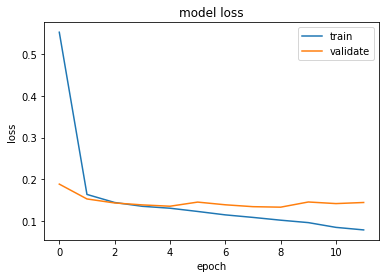 model loss
train
validate
loss
0.5
0.4
0.3
0.2
0.1
0 2 4 6 8 10
epoch